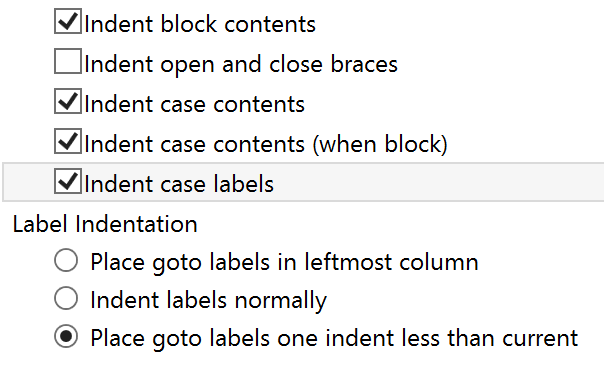 Indent block contents
Indent open and close braces
Indent case contents
Indent case contents (when block)
Indent case labels
Label Indentation
Place goto labels in leftmost column
Indent labels normally
Place goto labels one indent less than current